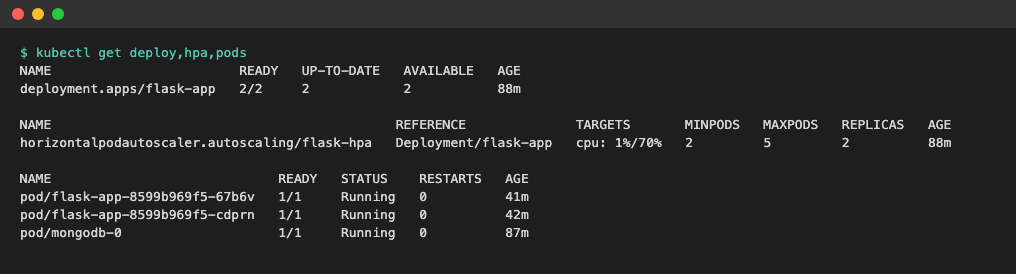 $ kubectl get deploy,hpa,pods
NAME READY UP-TO-DATE AVAILABLE AGE
deployment.apps/flask-app 2/2 2 2 88m
NAME REFERENCE TARGETS MINPODS MAXPODS REPLICAS AGE
horizontalpodautoscaler.autoscaling/flask-hpa Deployment/flask-app cpu: 1%/70% 2 5 2 88m
NAME READY STATUS RESTARTS AGE
pod/flask-app-8599b969f5-67b6v 1/1 Running 0 41m
pod/flask-app-8599b969f5-cdprn 1/1 Running 0 42m
pod/mongodb-0 1/1 Running 0 87m